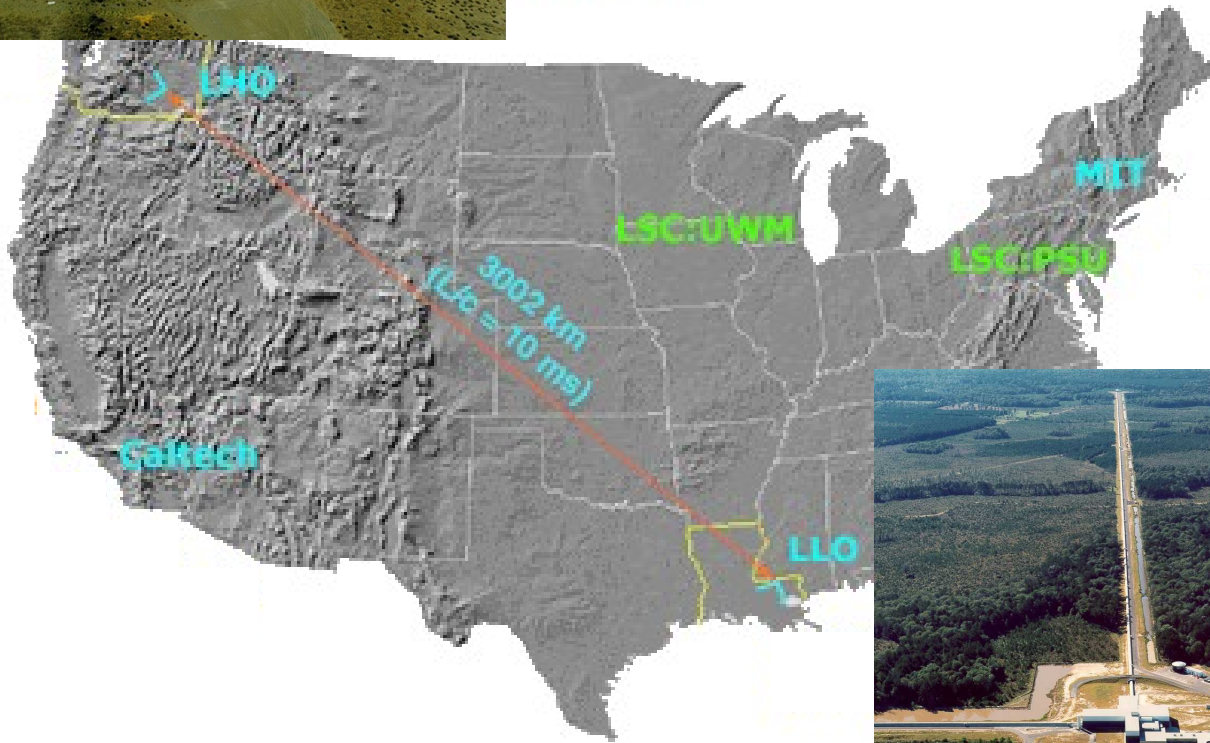 LHO
MIT
LSC:UWM
LSC:PSU
3002 km
(L/c = 10 ms)
Caltech
LLO